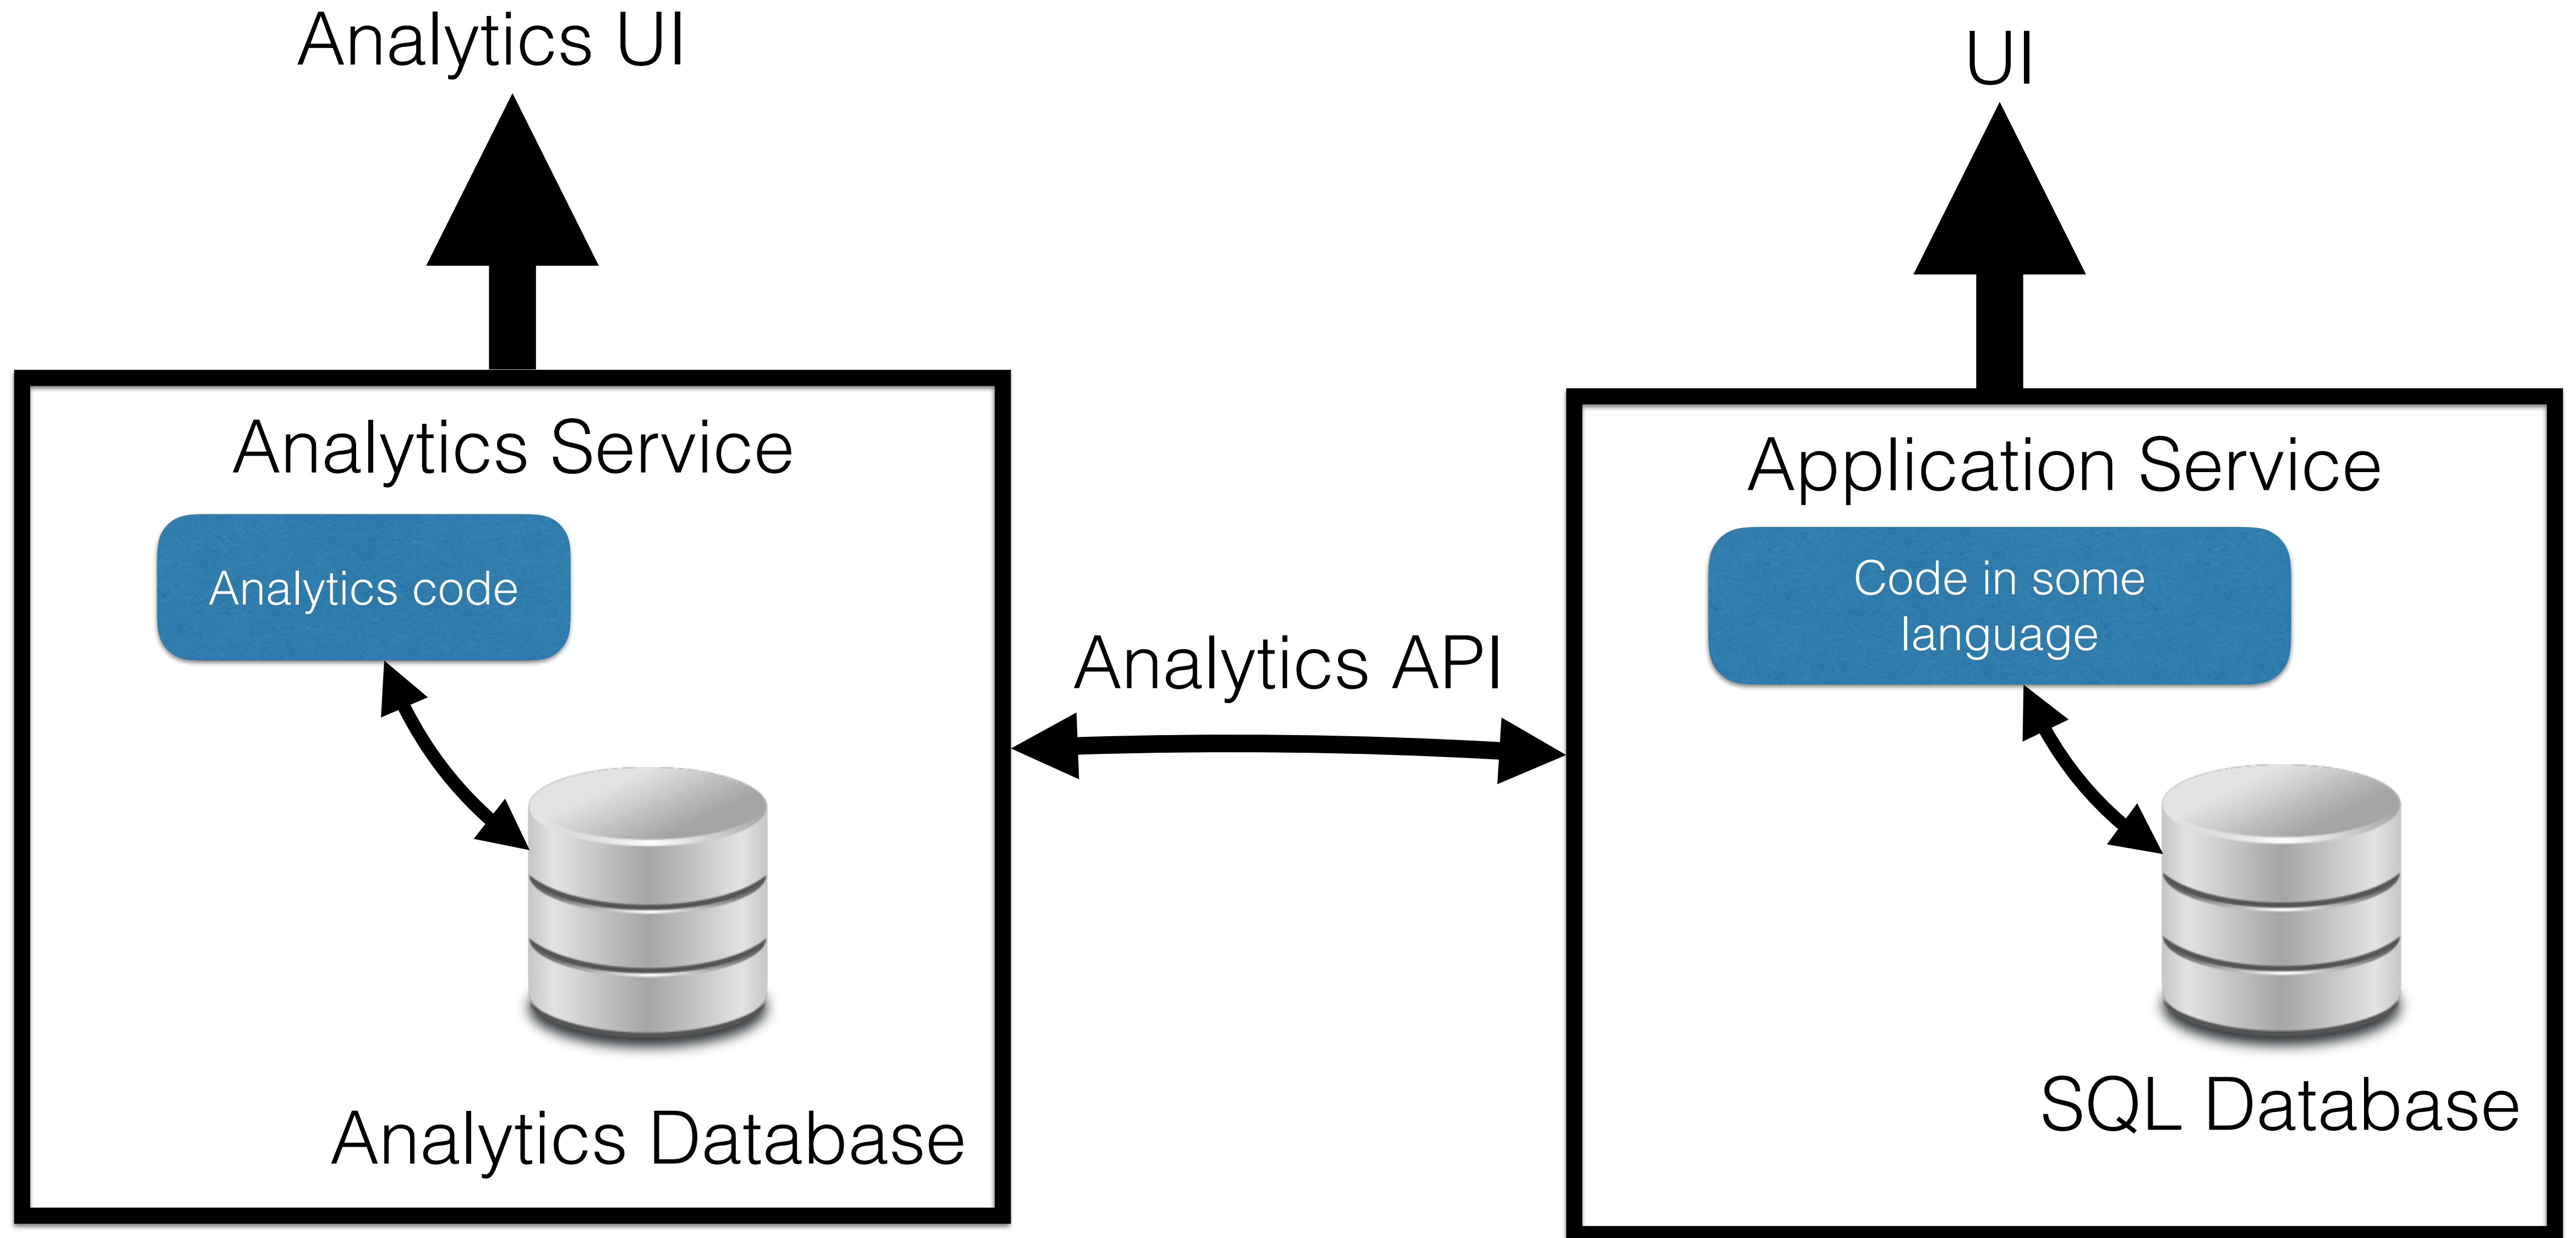 Analytics UI
UI
Analytics Service
Analytics code
Analytics Database
Analytics API
Application Service
Code in some
language
SQL Database